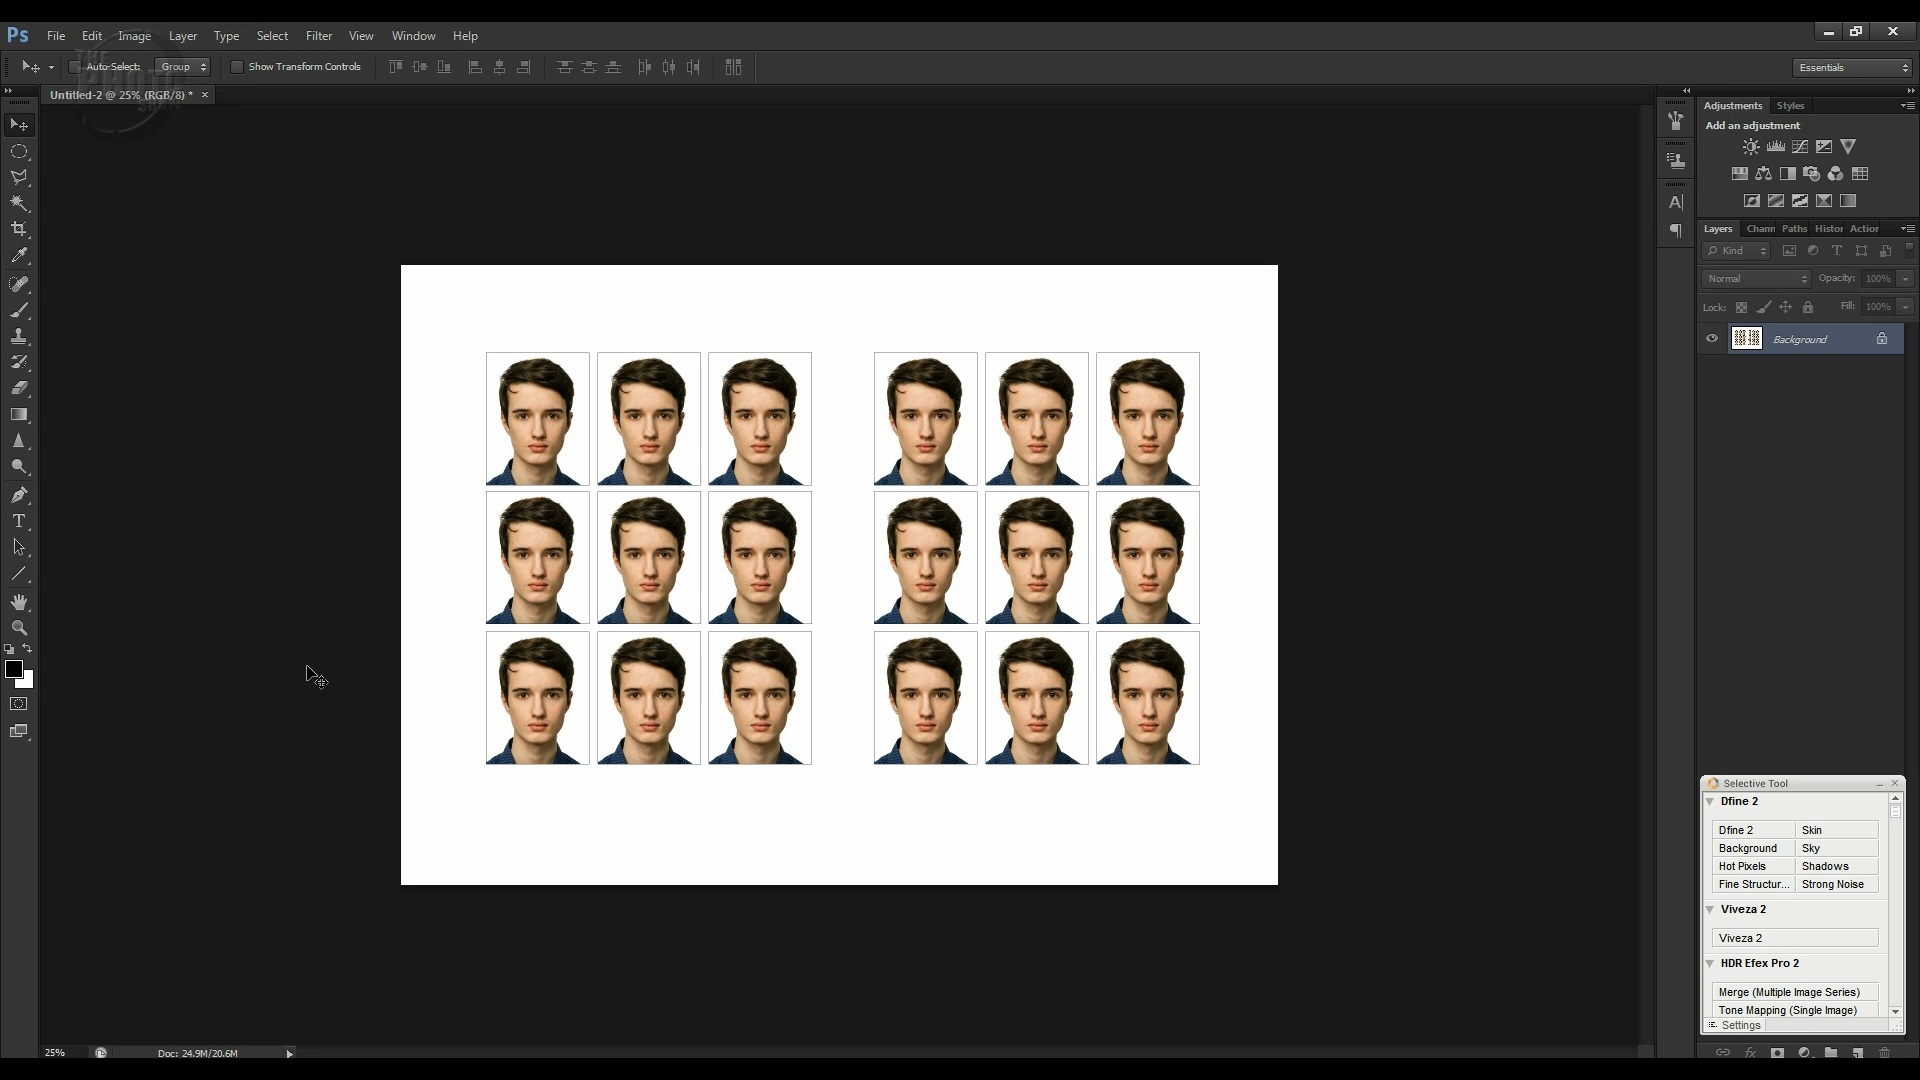 Ps File Edit Image Layer Type Select Filter View Window Help
THE PHOTO SHOW
Auto-Select: Group Show Transform Controls Essentials
Untitled-2 @ 25% (RGB/8) * ×
Adjustments Styles
Add an adjustment
Layers Chann Paths Histor Action
Kind
Normal Opacity: 100%
Lock: Fill: 100%
Background
Selective Tool
Dfine 2
Dfine 2 Skin
Background Sky
Hot Pixels Shadows
Fine Structur... Strong Noise
Viveza 2
Viveza 2
HDR Efex Pro 2
Merge (Multiple Image Series)
Tone Mapping (Single Image)
Settings
25% Doc: 24.9M/20.6M